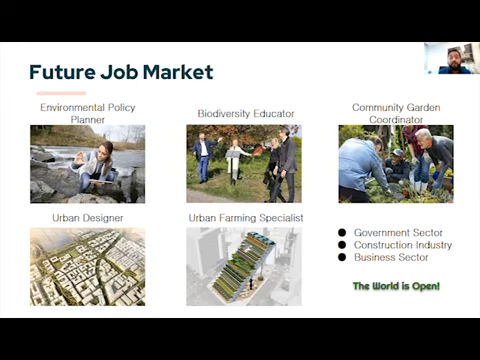 Future Job Market
Environmental Policy
Planner
Biodiversity Educator
Community Garden
Coordinator
Urban Designer
Urban Farming Specialist
Government Sector
Construction Industry
Business Sector
The World is Open!